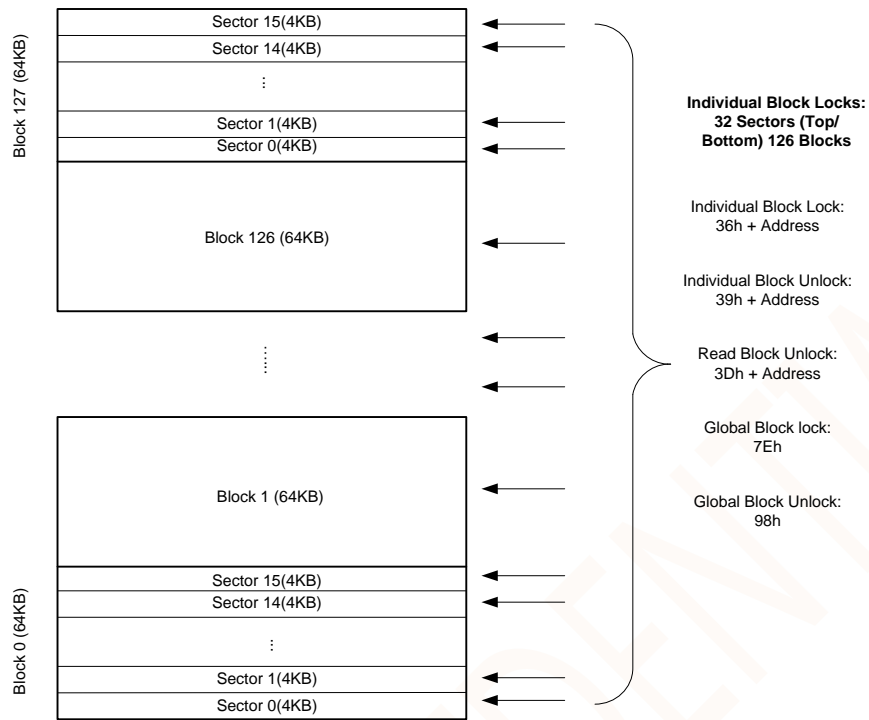 Block 127 (64KB)
Sector 15(4KB)
Sector 14(4KB)
...
Sector 1(4KB)
Sector 0(4KB)
Block 126 (64KB)
......
Block 1 (64KB)
Block 0 (64KB)
Sector 15(4KB)
Sector 14(4KB)
...
Sector 1(4KB)
Sector 0(4KB)
Individual Block Locks:
32 Sectors (Top/
Bottom) 126 Blocks
Individual Block Lock:
36h + Address
Individual Block Unlock:
39h + Address
Read Block Unlock:
3Dh + Address
Global Block lock:
7Eh
Global Block Unlock:
98h